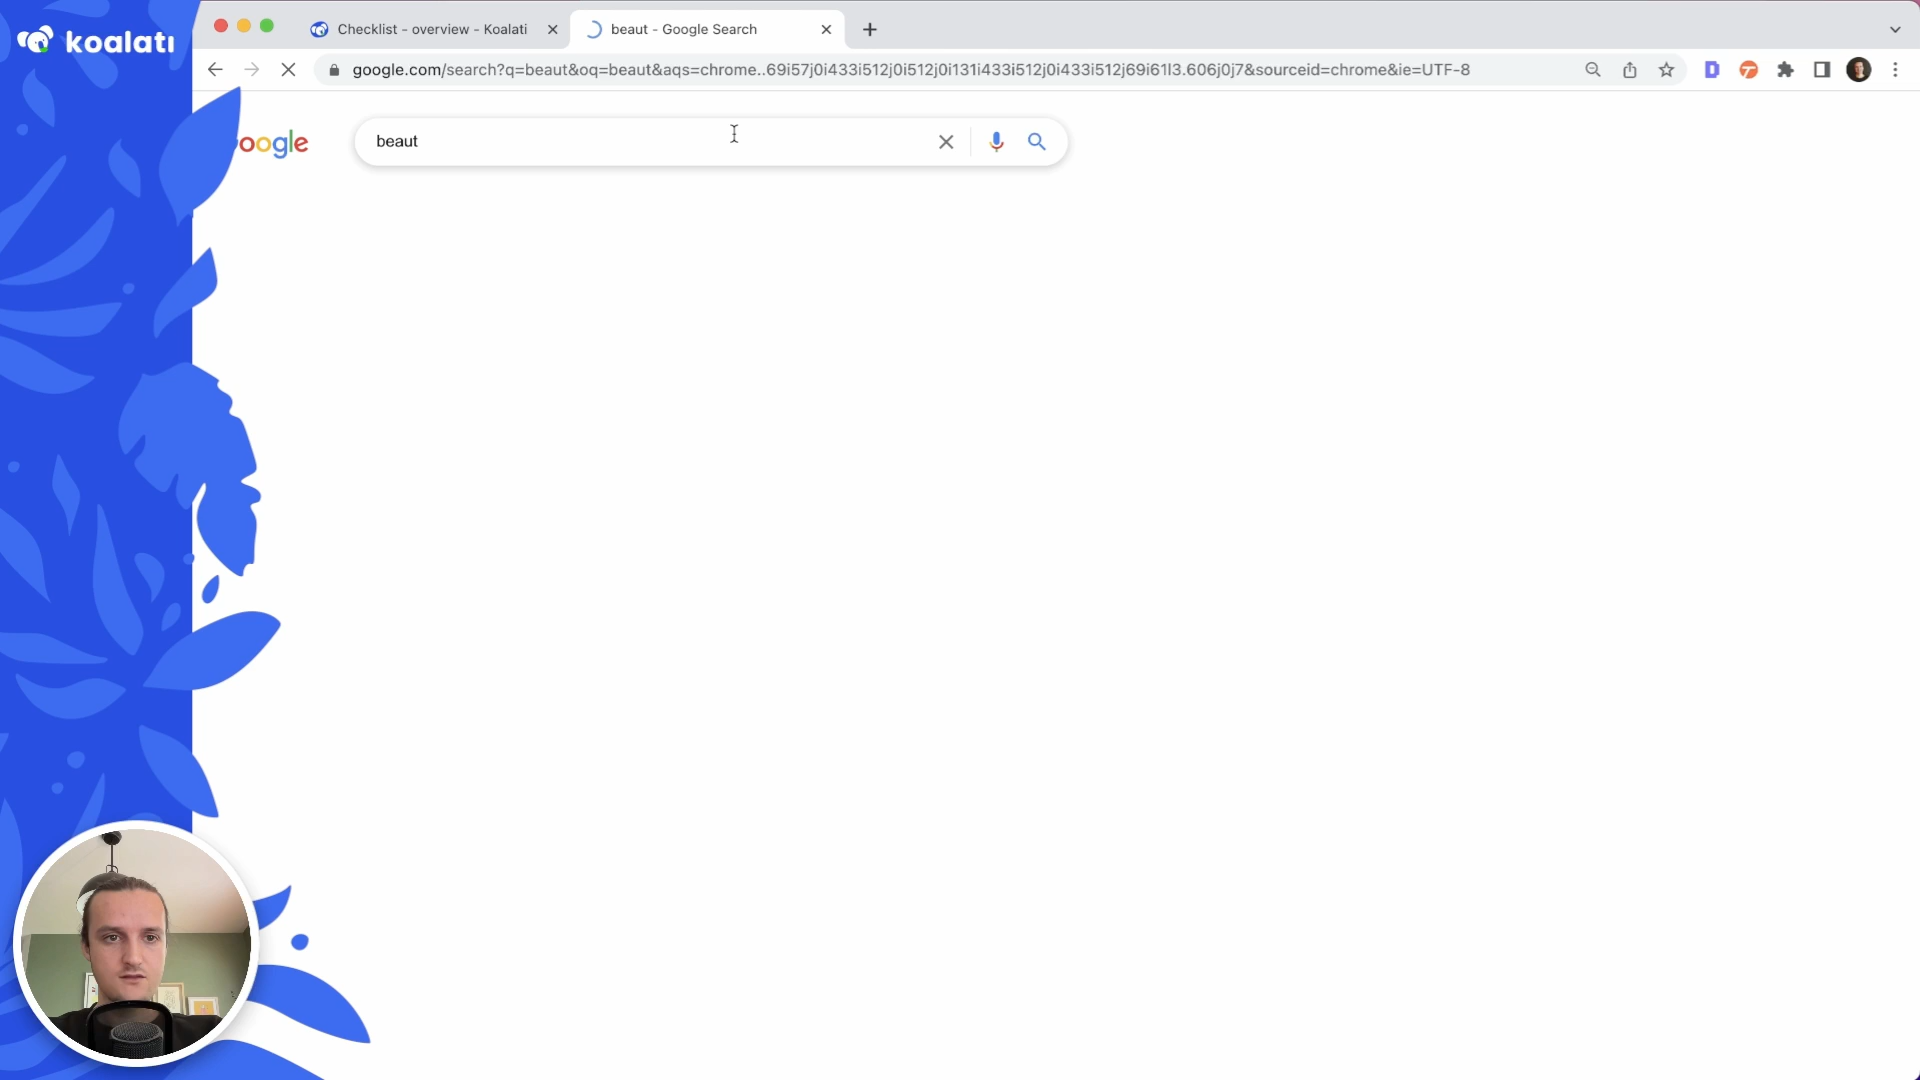 koalati
Checklist - overview - Koalati
beaut - Google Search
google.com/search?q=beaut&oq=beaut&aqs=chrome..69i57j0i433i512j0i512j0i131i433i512j0i433i512j69i61l3.606j0j7&sourceid=chrome&ie=UTF-8
oogle
beaut